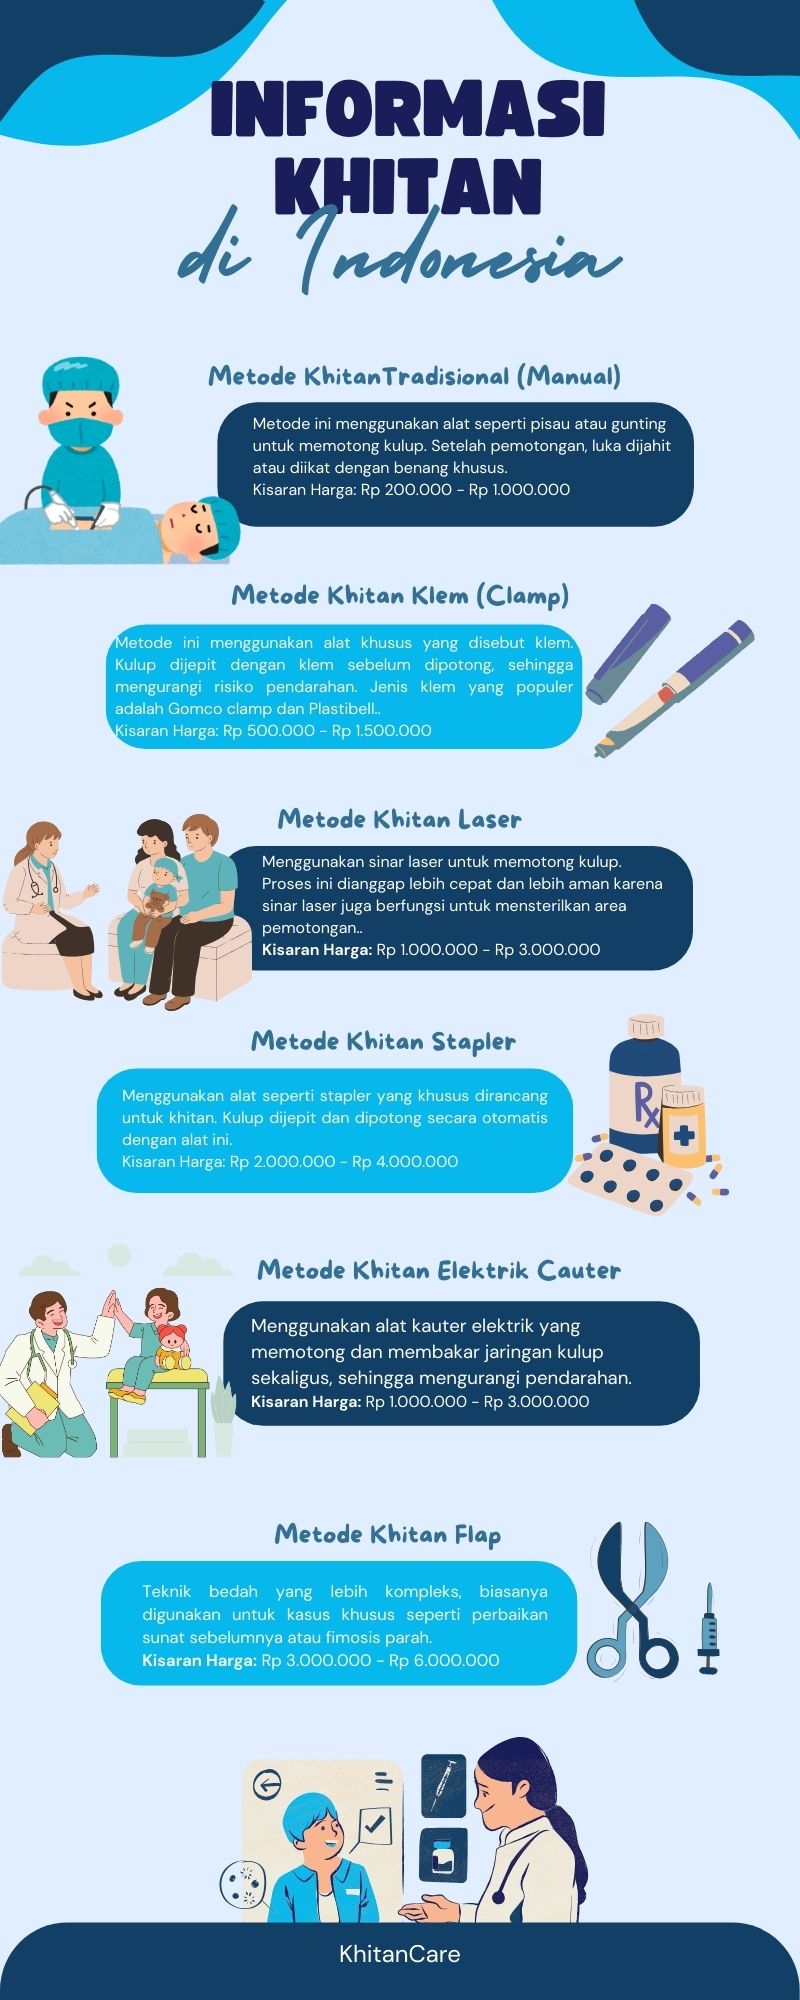 INFORMASI
KHITAN
di Indonesia
Metode KhitanTradisional (Manual)
Metode ini menggunakan alat seperti pisau atau gunting
untuk memotong kulup. Setelah pemotongan, luka dijahit
atau diikat dengan benang khusus.
Kisaran Harga: Rp 200.000 - Rp 1.000.000
Metode Khitan Klem (Clamp)
Metode ini menggunakan alat khusus yang disebut klem.
Kulup dijepit dengan klem sebelum dipotong, sehingga
mengurangi risiko pendarahan. Jenis klem yang populer
adalah Gomco clamp dan Plastibell..
Kisaran Harga: Rp 500.000 - Rp 1.500.000
Metode Khitan Laser
Menggunakan sinar laser untuk memotong kulup.
Proses ini dianggap lebih cepat dan lebih aman karena
sinar laser juga berfungsi untuk mensterilkan area
pemotongan..
Kisaran Harga: Rp 1.000.000 - Rp 3.000.000
Metode Khitan Stapler
Menggunakan alat seperti stapler yang khusus dirancang
untuk khitan. Kulup dijepit dan dipotong secara otomatis
dengan alat ini.
Kisaran Harga: Rp 2.000.000 - Rp 4.000.000
Rx
Metode Khitan Elektrik Cauter
Menggunakan alat kauter elektrik yang
memotong dan membakar jaringan kulup
sekaligus, sehingga mengurangi pendarahan.
Kisaran Harga: Rp 1.000.000 - Rp 3.000.000
Metode Khitan Flap
Teknik bedah yang lebih kompleks, biasanya
digunakan untuk kasus khusus seperti perbaikan
sunat sebelumnya atau fimosis parah.
Kisaran Harga: Rp 3.000.000 - Rp 6.000.000
KhitanCare